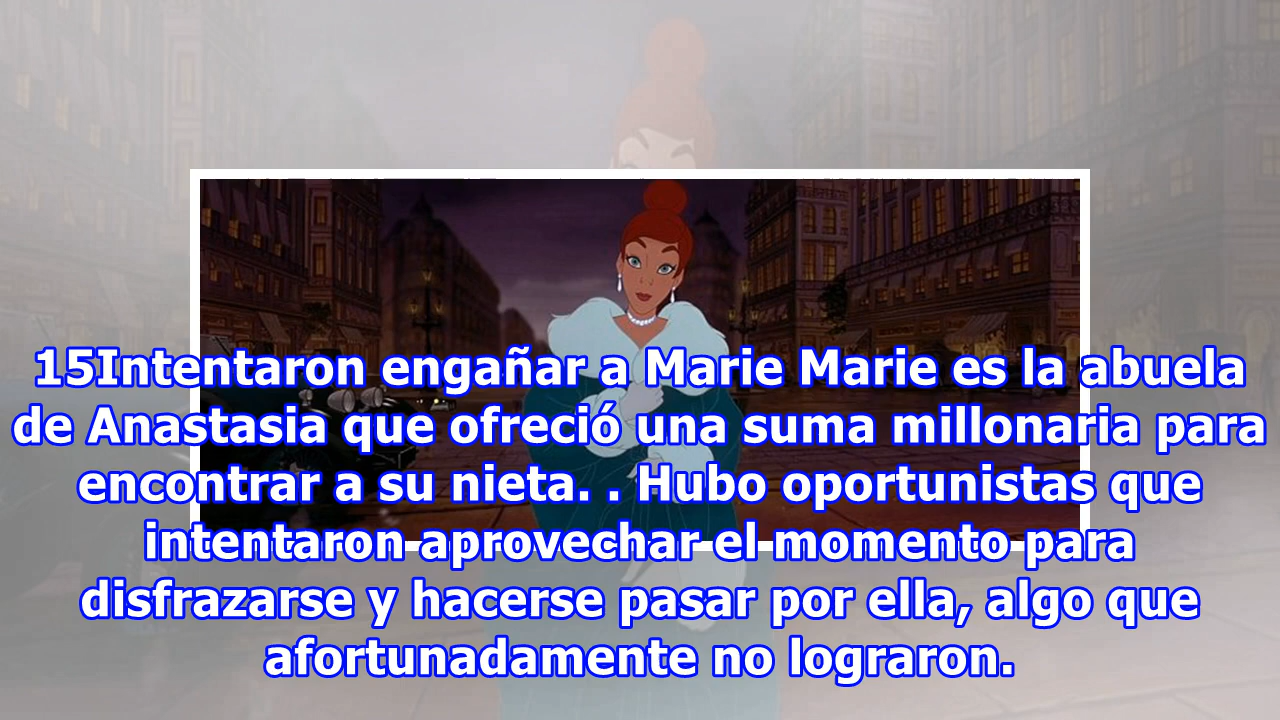 15Intentaron engañar a Marie Marie es la abuela
de Anastasia que ofreció una suma millonaria para
encontrar a su nieta. . Hubo oportunistas que
intentaron aprovechar el momento para
disfrazarse y hacerse pasar por ella, algo que
afortunadamente no lograron.